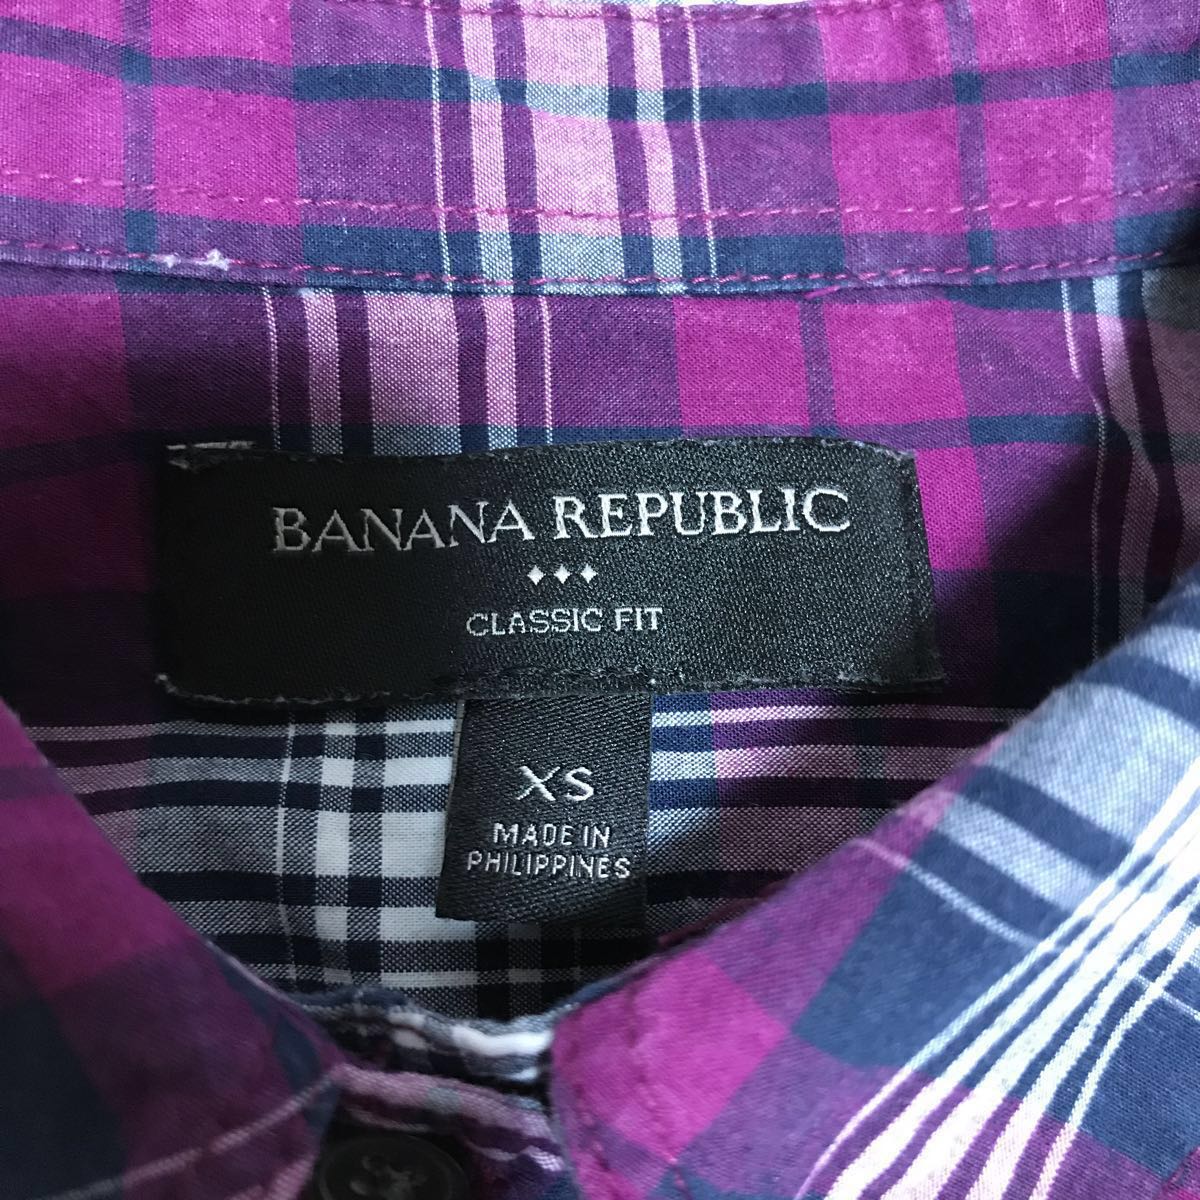 BANANA REPUBLIC
CLASSIC FIT
XS
MADE IN
PHILIPPINES